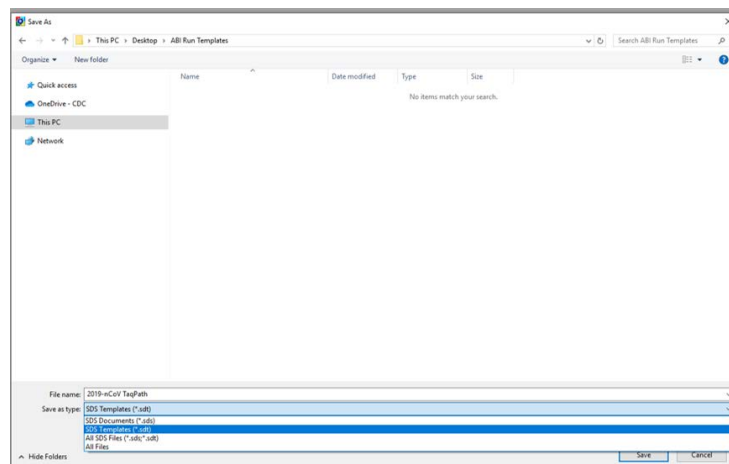 Save As
This PC > Desktop > ABI Run Templates
Search ABI Run Templates
Organize
New folder
Name
Date modified
Type
Size
No items match your search.
Quick access
OneDrive - CDC
This PC
Network
File name: 2019-nCoV TaqPath
Save as type: SDS Templates (*.sdt)
SDS Documents (*.sds)
SDS Templates (*.sdt)
All SDS Files (*.sds;*.sdt)
All Files
Hide Folders
Save
Cancel